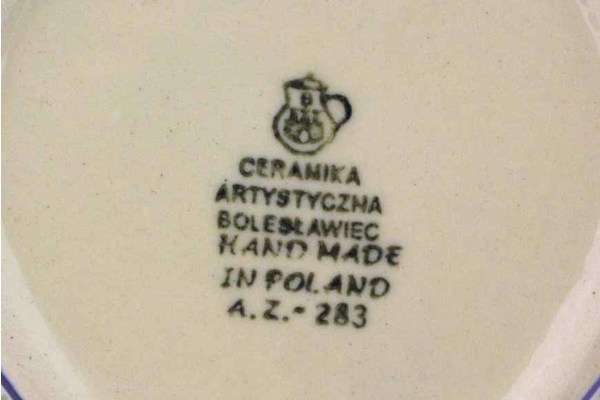 CERAMIKA
ARTYSTYCZNA
BOLESŁAWIEC
HAND MADE
IN POLAND
A.Z.- 283